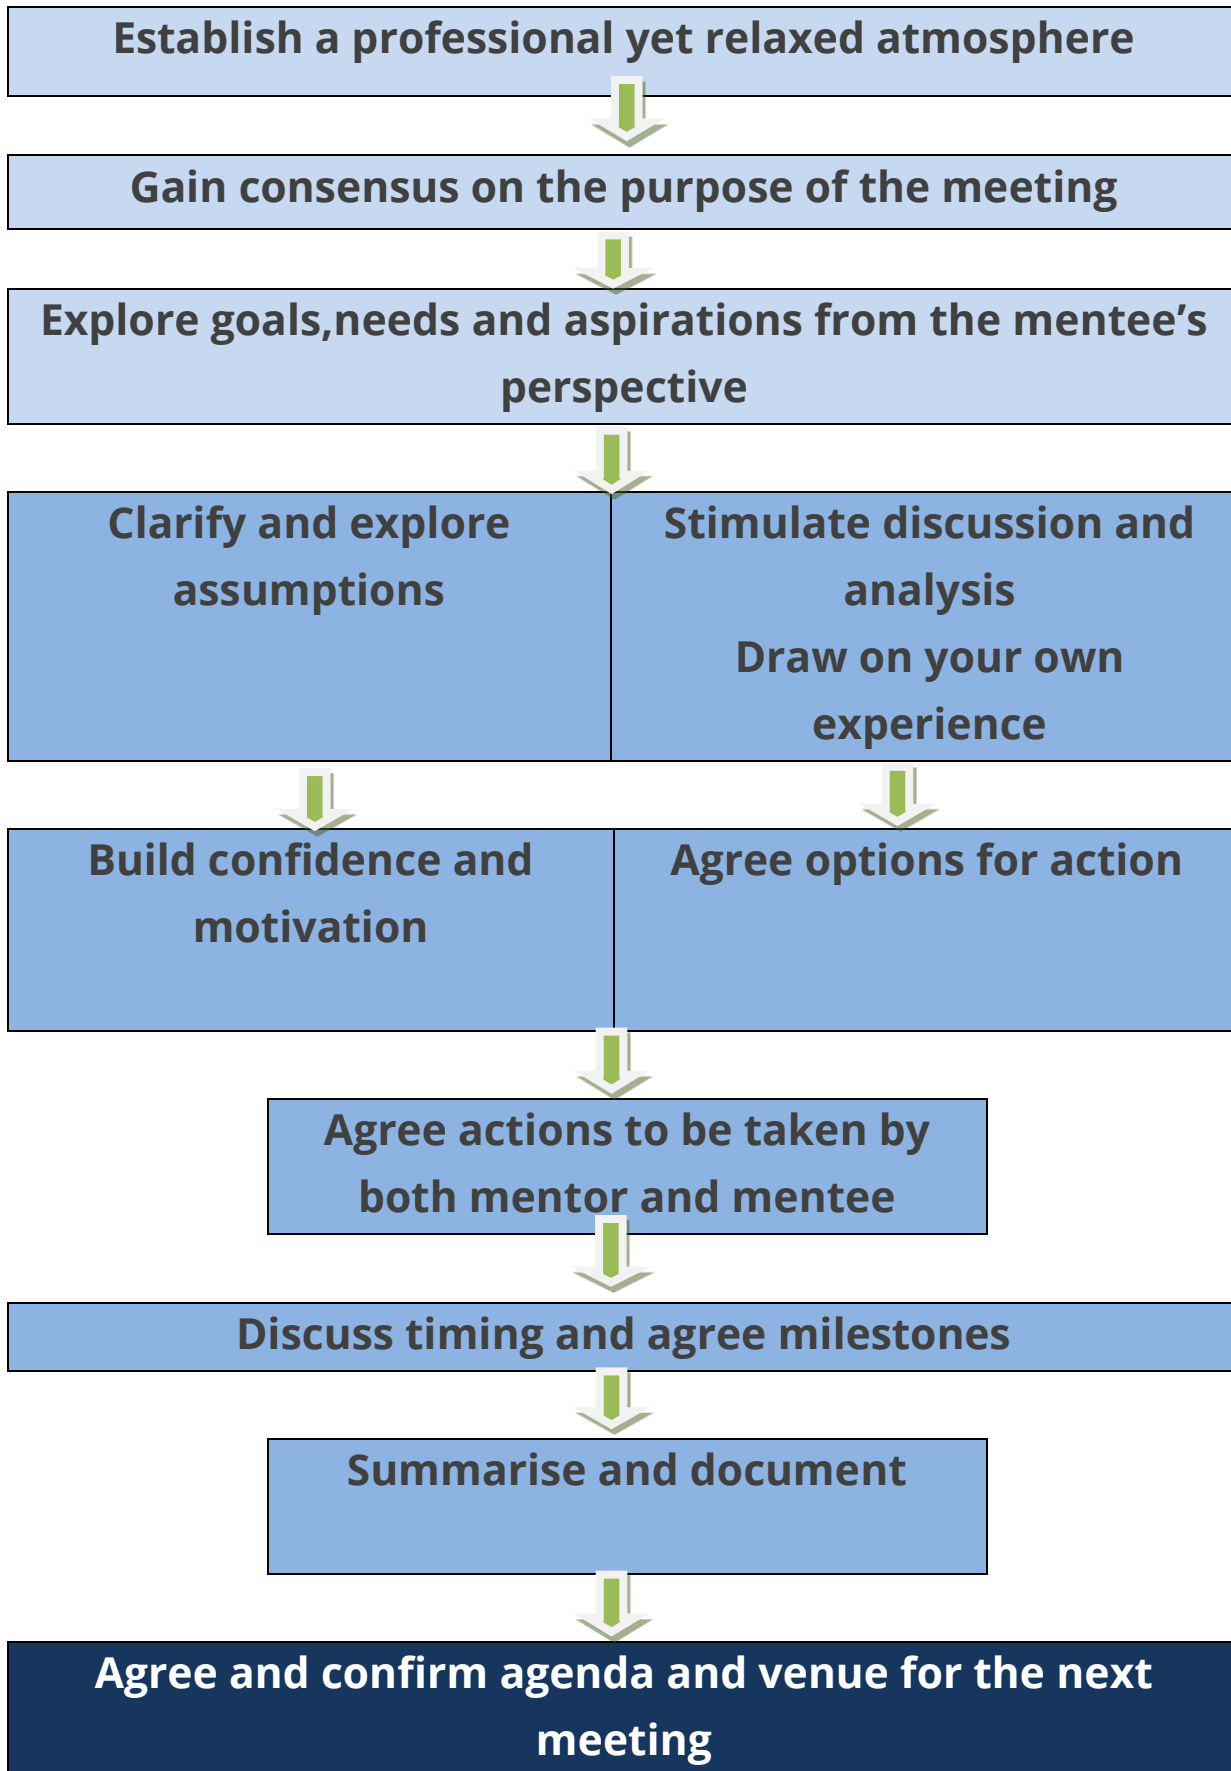 Establish a professional yet relaxed atmosphere
Gain consensus on the purpose of the meeting
Explore goals,needs and aspirations from the mentee’s
perspective
Clarify and explore
assumptions
Stimulate discussion and
analysis
Draw on your own
experience
Build confidence and
motivation
Agree options for action
Agree actions to be taken by
both mentor and mentee
Discuss timing and agree milestones
Summarise and document
Agree and confirm agenda and venue for the next
meeting